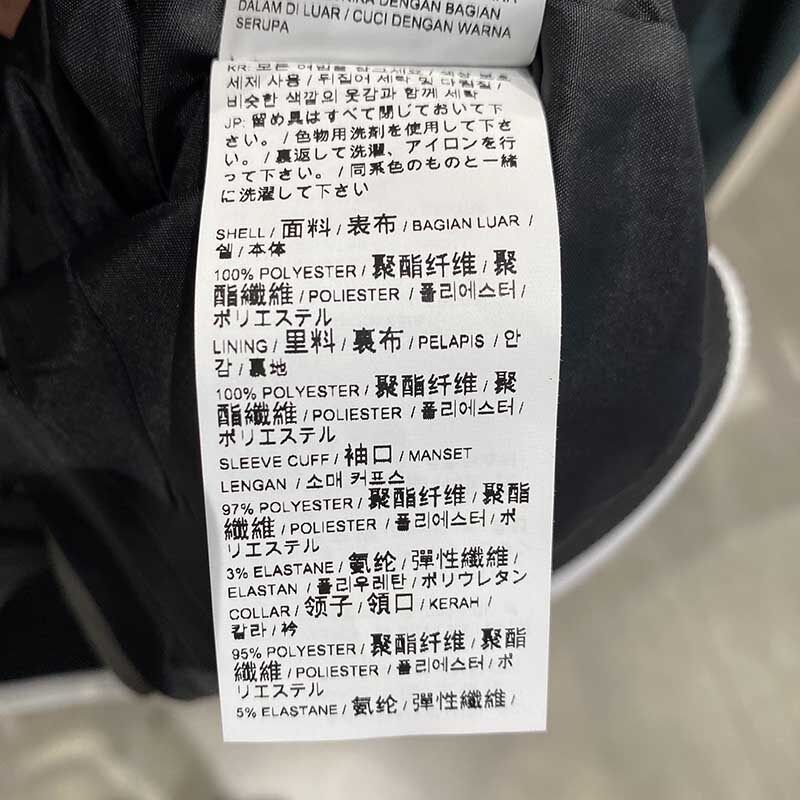 DENGAN BAGIAN
DALAM DI LUAR / CUCI DENGAN WARNA
SERUPA
KR: 모든 여밈을
세제 사용 / 뒤집어 세탁 및 다림질 /
비슷한 색깔의 옷감과 함께 세탁
JP: 留め具はすべて閉じておいて下
さい。 / 色物用洗剤を使用して下さ
い。 / 裏返して洗濯、アイロンを行
って下さい。 / 同系色のものと一緒
に洗濯して下さい
SHELL / 面料 / 表布 / BAGIAN LUAR /
쉘 / 本体
100% POLYESTER / 聚酯纤维 / 聚
酯纖維 / POLIESTER / 폴리에스터 /
ポリエステル
LINING / 里料 / 裏布 / PELAPIS / 안
감 / 裏地
100% POLYESTER / 聚酯纤维 / 聚
酯纖維 / POLIESTER / 폴리에스터 /
ポリエステル
SLEEVE CUFF / 袖口 / MANSET
LENGAN / 소매 커프스
97% POLYESTER / 聚酯纤维 / 聚酯
纖維 / POLIESTER / 폴리에스터 / ポ
リエステル
3% ELASTANE / 氨纶 / 彈性纖維 /
ELASTAN / 폴리우레탄 / ポリウレタン
COLLAR / 领子 / 領口 / KERAH /
칼라 / 衿
95% POLYESTER / 聚酯纤维 / 聚酯
纖維 / POLIESTER / 폴리에스터 / ポ
リエステル
5% ELASTANE / 氨纶 / 彈性纖維 /